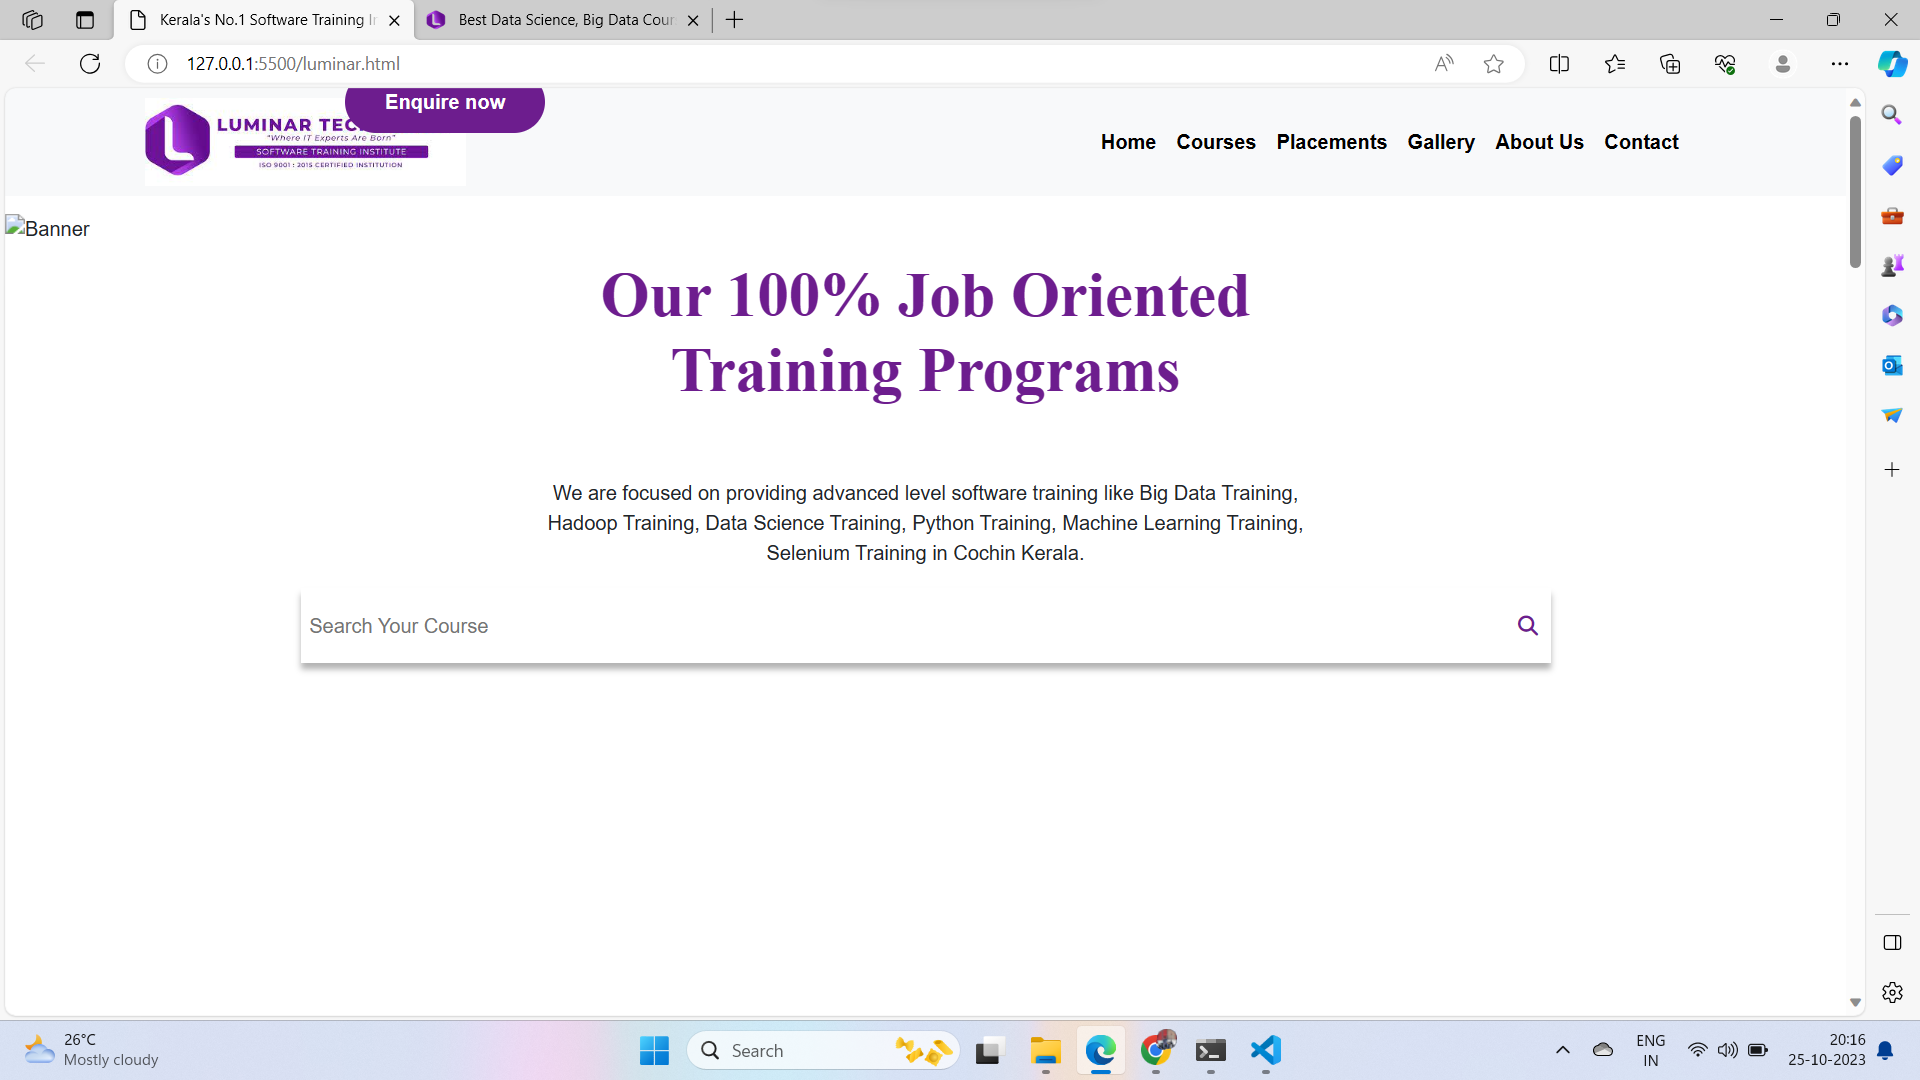 Kerala's No.1 Software Training I
Best Data Science, Big Data Cour
127.0.0.1:5500/luminar.html
Enquire now
LUMINAR TEC
"Where IT Experts Are Born"
SOFTWARE TRAINING INSTITUTE
ISO 9001 : 2015 CERTIFIED INSTITUTION
Home Courses Placements Gallery About Us Contact
Banner
Our 100% Job Oriented
Training Programs
We are focused on providing advanced level software training like Big Data Training,
Hadoop Training, Data Science Training, Python Training, Machine Learning Training,
Selenium Training in Cochin Kerala.
Search Your Course
26°C
Mostly cloudy
Search
ENG
IN
20:16
25-10-2023